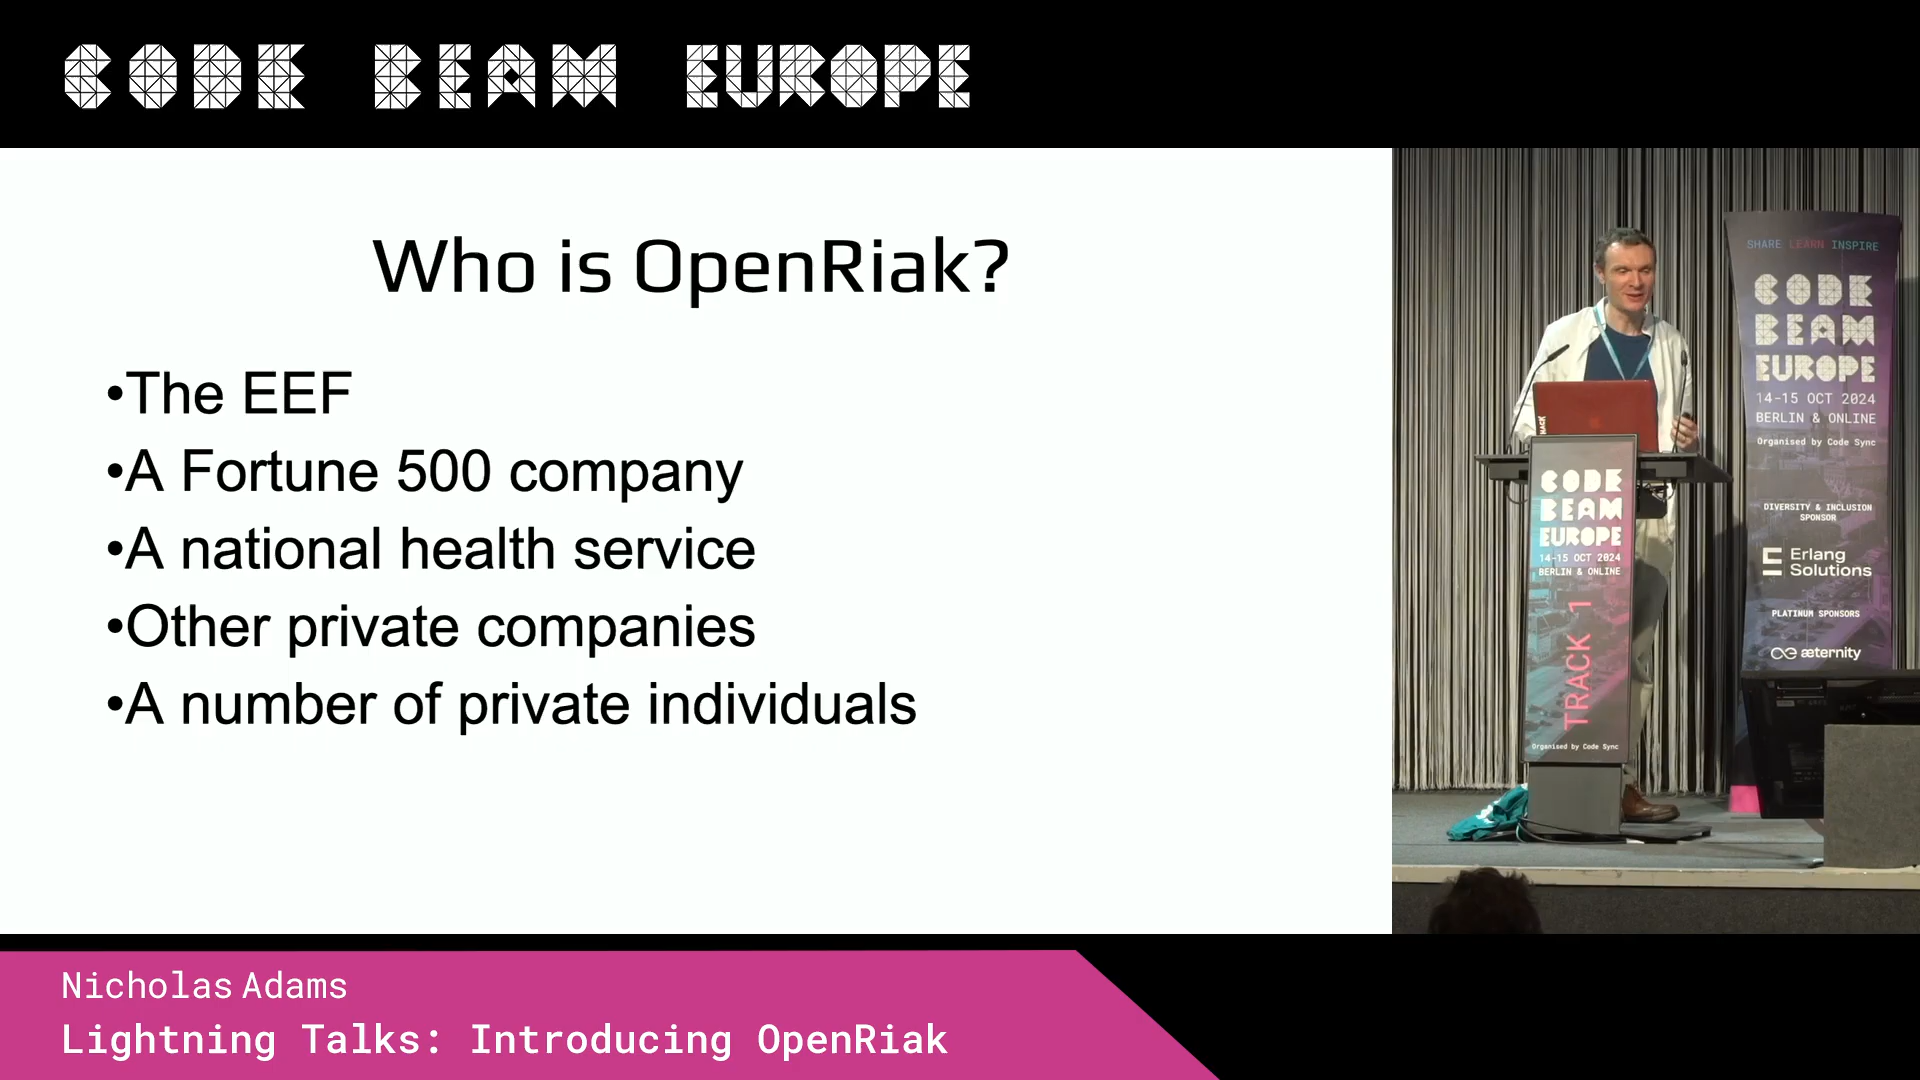 CODE BEAM EUROPE
Who is OpenRiak?
•The EEF
•A Fortune 500 company
•A national health service
•Other private companies
•A number of private individuals
SHARE LEARN INSPIRE
CODE
BEAM
EUROPE
14-15 OCT 2024
BERLIN & ONLINE
Organised by Code Sync
DIVERSITY & INCLUSION
SPONSOR
Erlang
Solutions
PLATINUM SPONSORS
æternity
CODE
BEAM
EUROPE
14-15 OCT 2024
BERLIN & ONLINE
TRACK 1
Organised by Code Sync
Nicholas Adams
Lightning Talks: Introducing OpenRiak